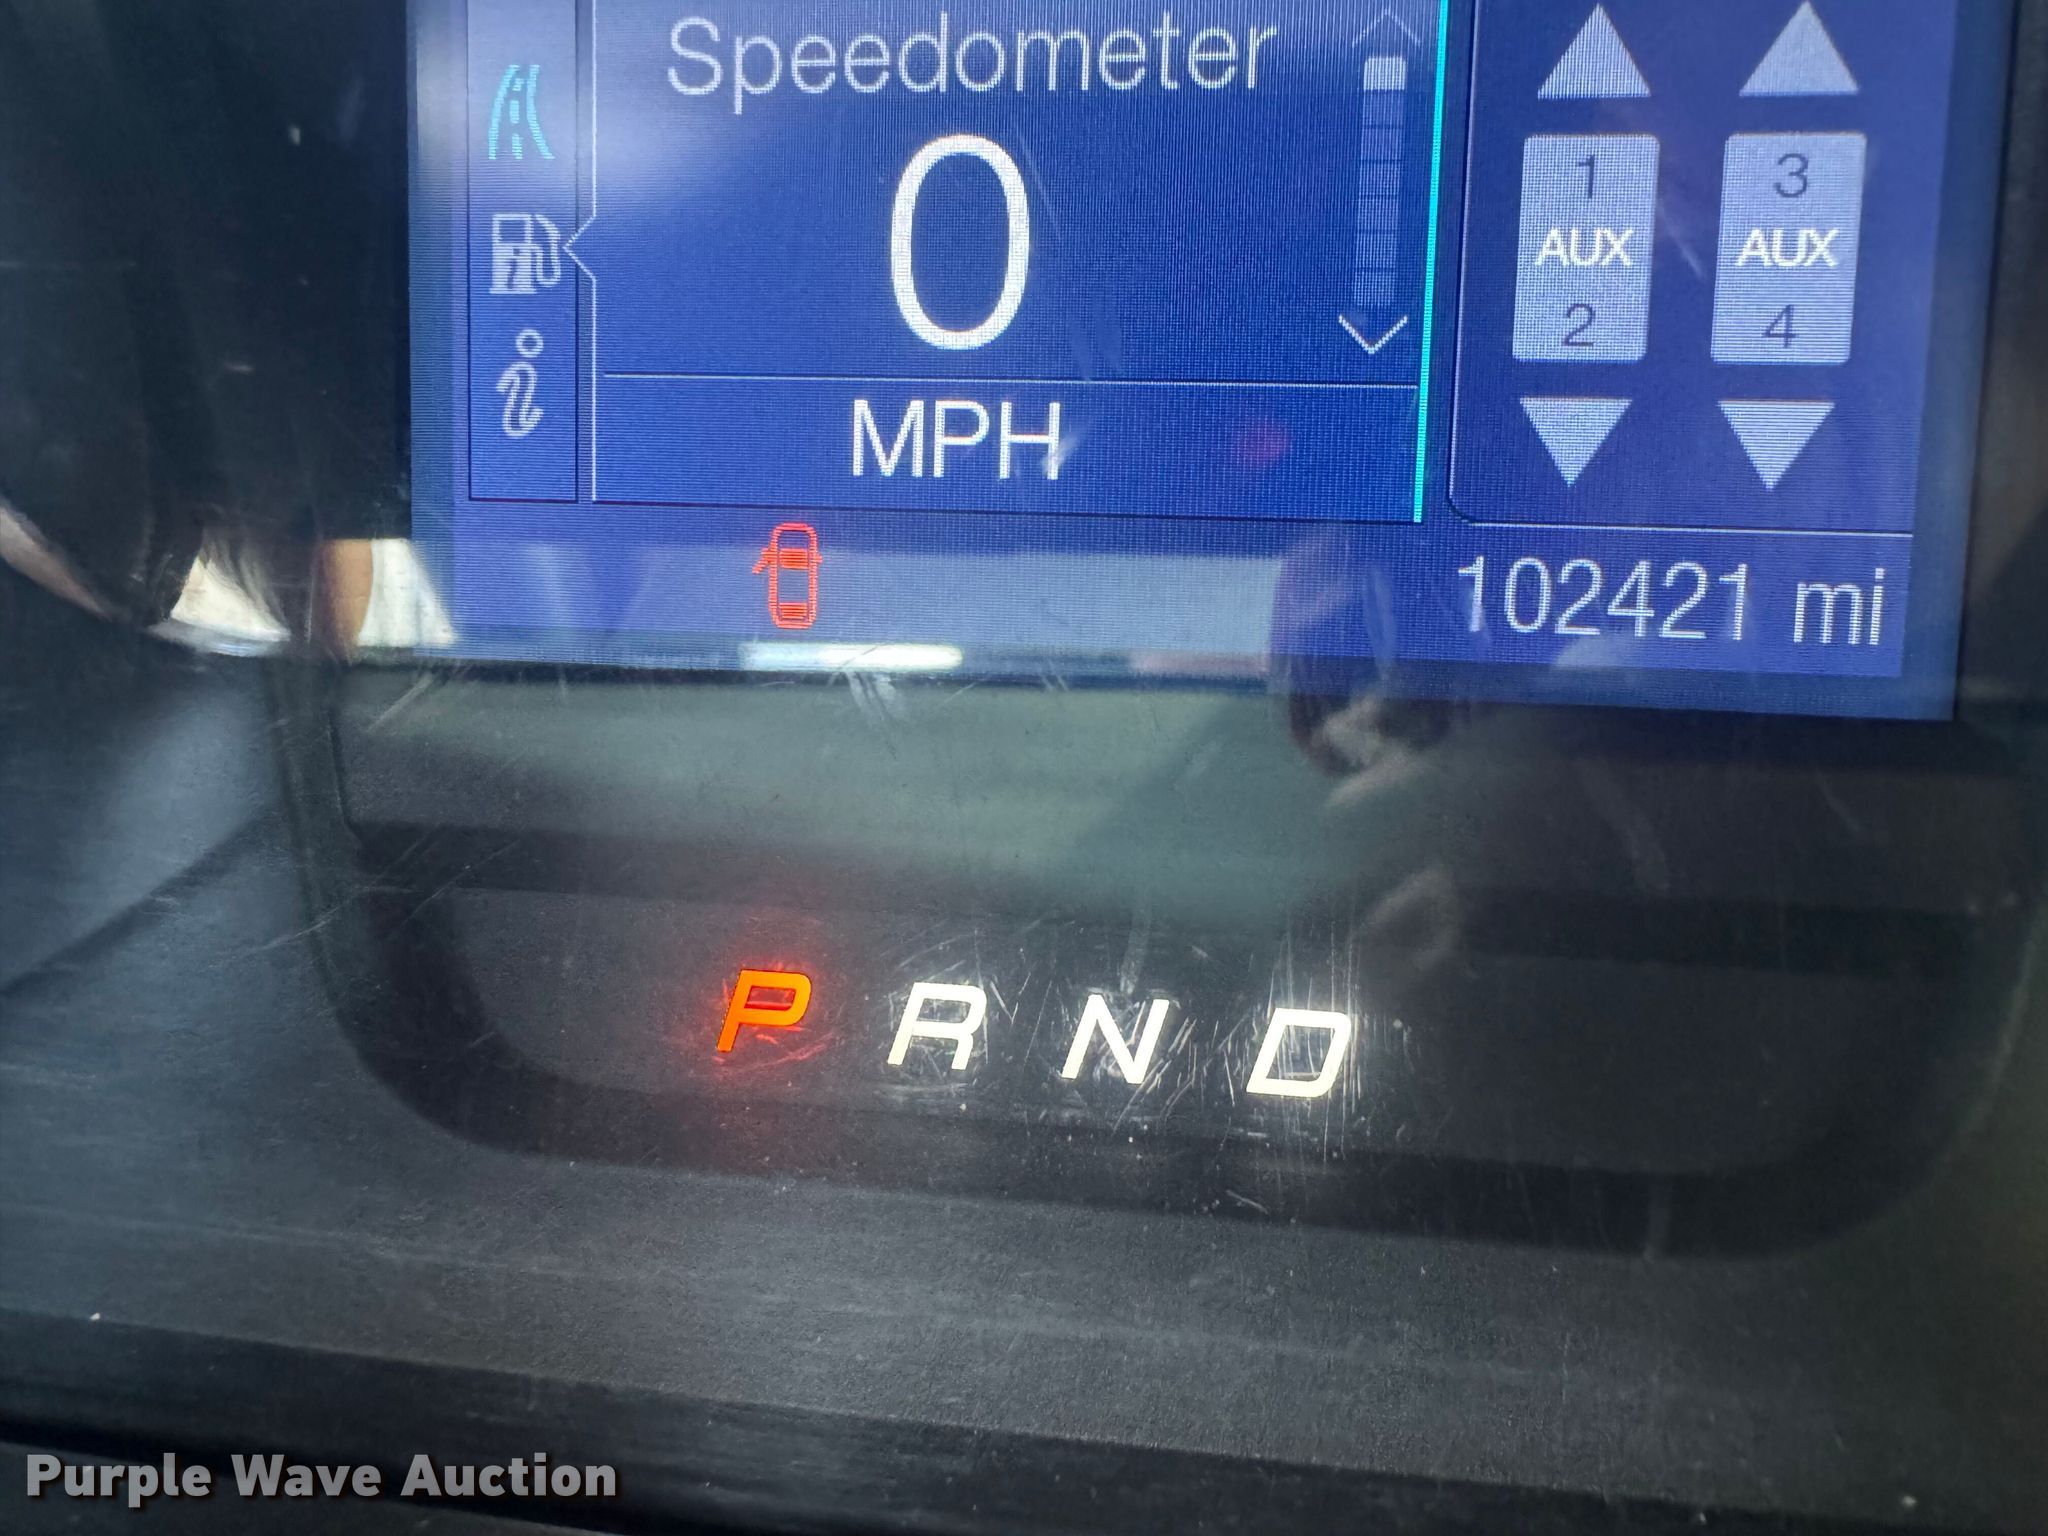 Speedometer
0
MPH
1
AUX
2
3
AUX
4
102421 mi
P R N D
Purple Wave Auction